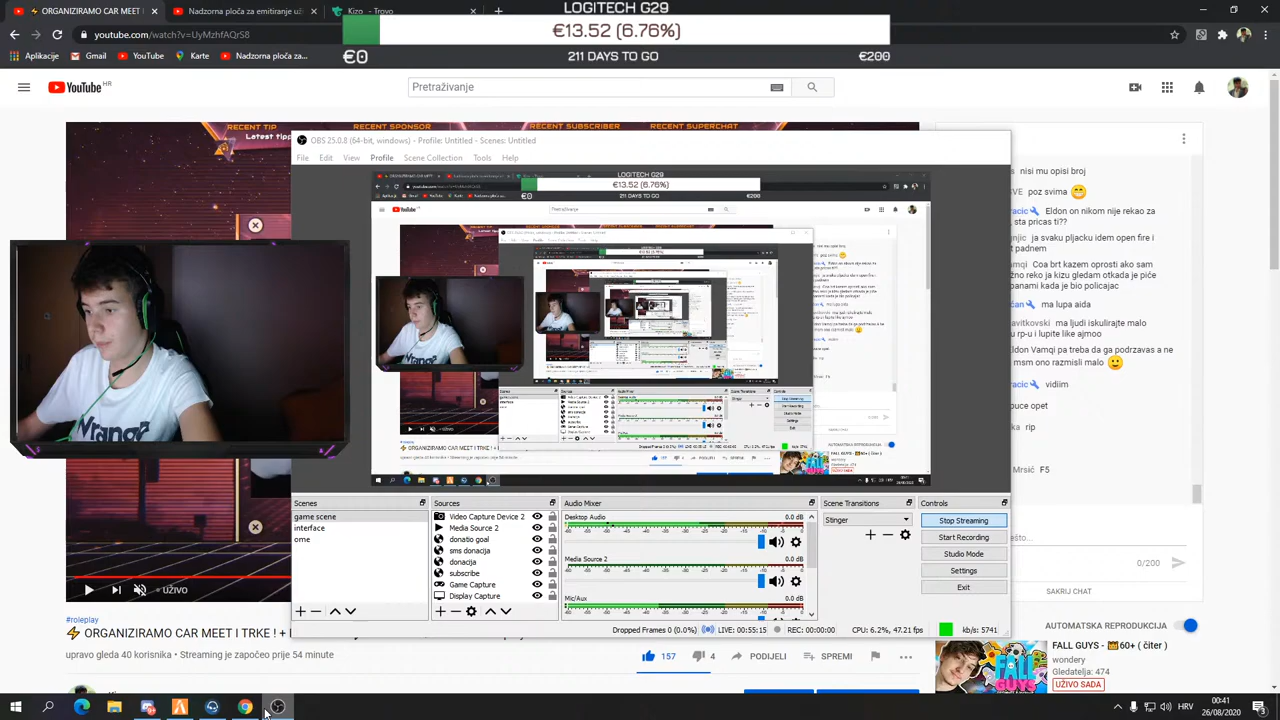 LOGITECH G29
⚡ ORGANIZIRAMO CAR MEET I T
Nadzorna ploča za emitiranje
€13.52 (6.76%)
youtube.com/watch?v=UyMzhfAQrS8
€0
211 DAYS TO GO
€200
Aplikacije
Gmail
YouTube
Karte
Nadzorna ploča za...
YouTube HR
Pretraživanje
RECENT TIP
RECENT SPONSOR
RECENT SUBSCRIBER
RECENT SUPERCHAT
Latest tipp
OBS 25.0.8 (64-bit, windows) - Profile: Untitled - Scenes: Untitled
File Edit View Profile Scene Collection Tools Help
nisi mu opisi broj
poz svima
Eldon on nikom nije rekao za
sta pricas ti??
ja svaku pljacku idem open fire i
padnem
Coa brt kazem oprosti ako sam
kizu gledam otkada je piće
panami kada je bio policajac
ma lupa aida
ma ljudi iskulirajte malo
u rp-u i lupite like ajmoo
Eldon Vamqi pa treba da go podrzavas a ne
mam ono razmisli malo
vidiim
opet
rip
Mrsić F5
0/200
SAKRIJ CHAT
AUTOMATSKA REPRODUKCIJA
FALL GUYS - 60+ ( čiter )
wondery
Gledatelja: 474
UŽIVO SADA
FALL GUYS
Scenes
game scene
interface
ome
Sources
Video Capture Device 2
Media Source 2
donatio goal
sms donacija
donacija
subscribe
Game Capture
Display Capture
Audio Mixer
Desktop Audio 0.0 dB
Media Source 2 0.0 dB
Mic/Aux 0.0 dB
Scene Transitions
Stinger
Controls
Stop Streaming
Start Recording
Studio Mode
Settings
Exit
Dropped Frames 0 (0.0%)
LIVE: 00:55:15
REC: 00:00:00
CPU: 6.2%, 47.21 fps
kb/s: 5741
UŽIVO
#roleplay
⚡ ORGANIZIRAMO CAR MEET I TRKE ! +
upravo gleda 40 korisnika • Streaming je započeo prije 54 minute
157
4
PODIJELI
SPREMI
HRV
00:41
26/08/2020